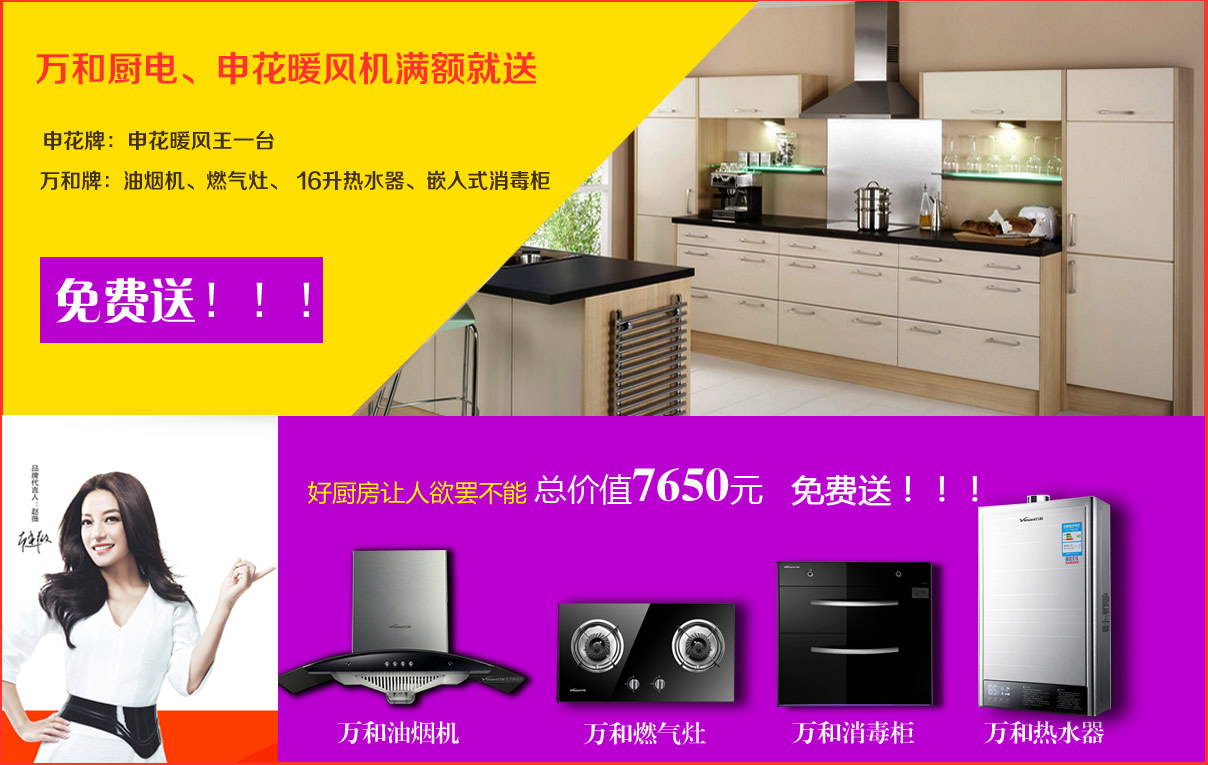 万和厨电、申花暖风机满额就送
申花牌：申花暖风王一台
万和牌：油烟机、燃气灶、16升热水器、嵌入式消毒柜
免费送！！！
品牌代言人：赵薇
好厨房让人欲罢不能 总价值7650元 免费送！！！
万和油烟机
万和燃气灶
万和消毒柜
万和热水器